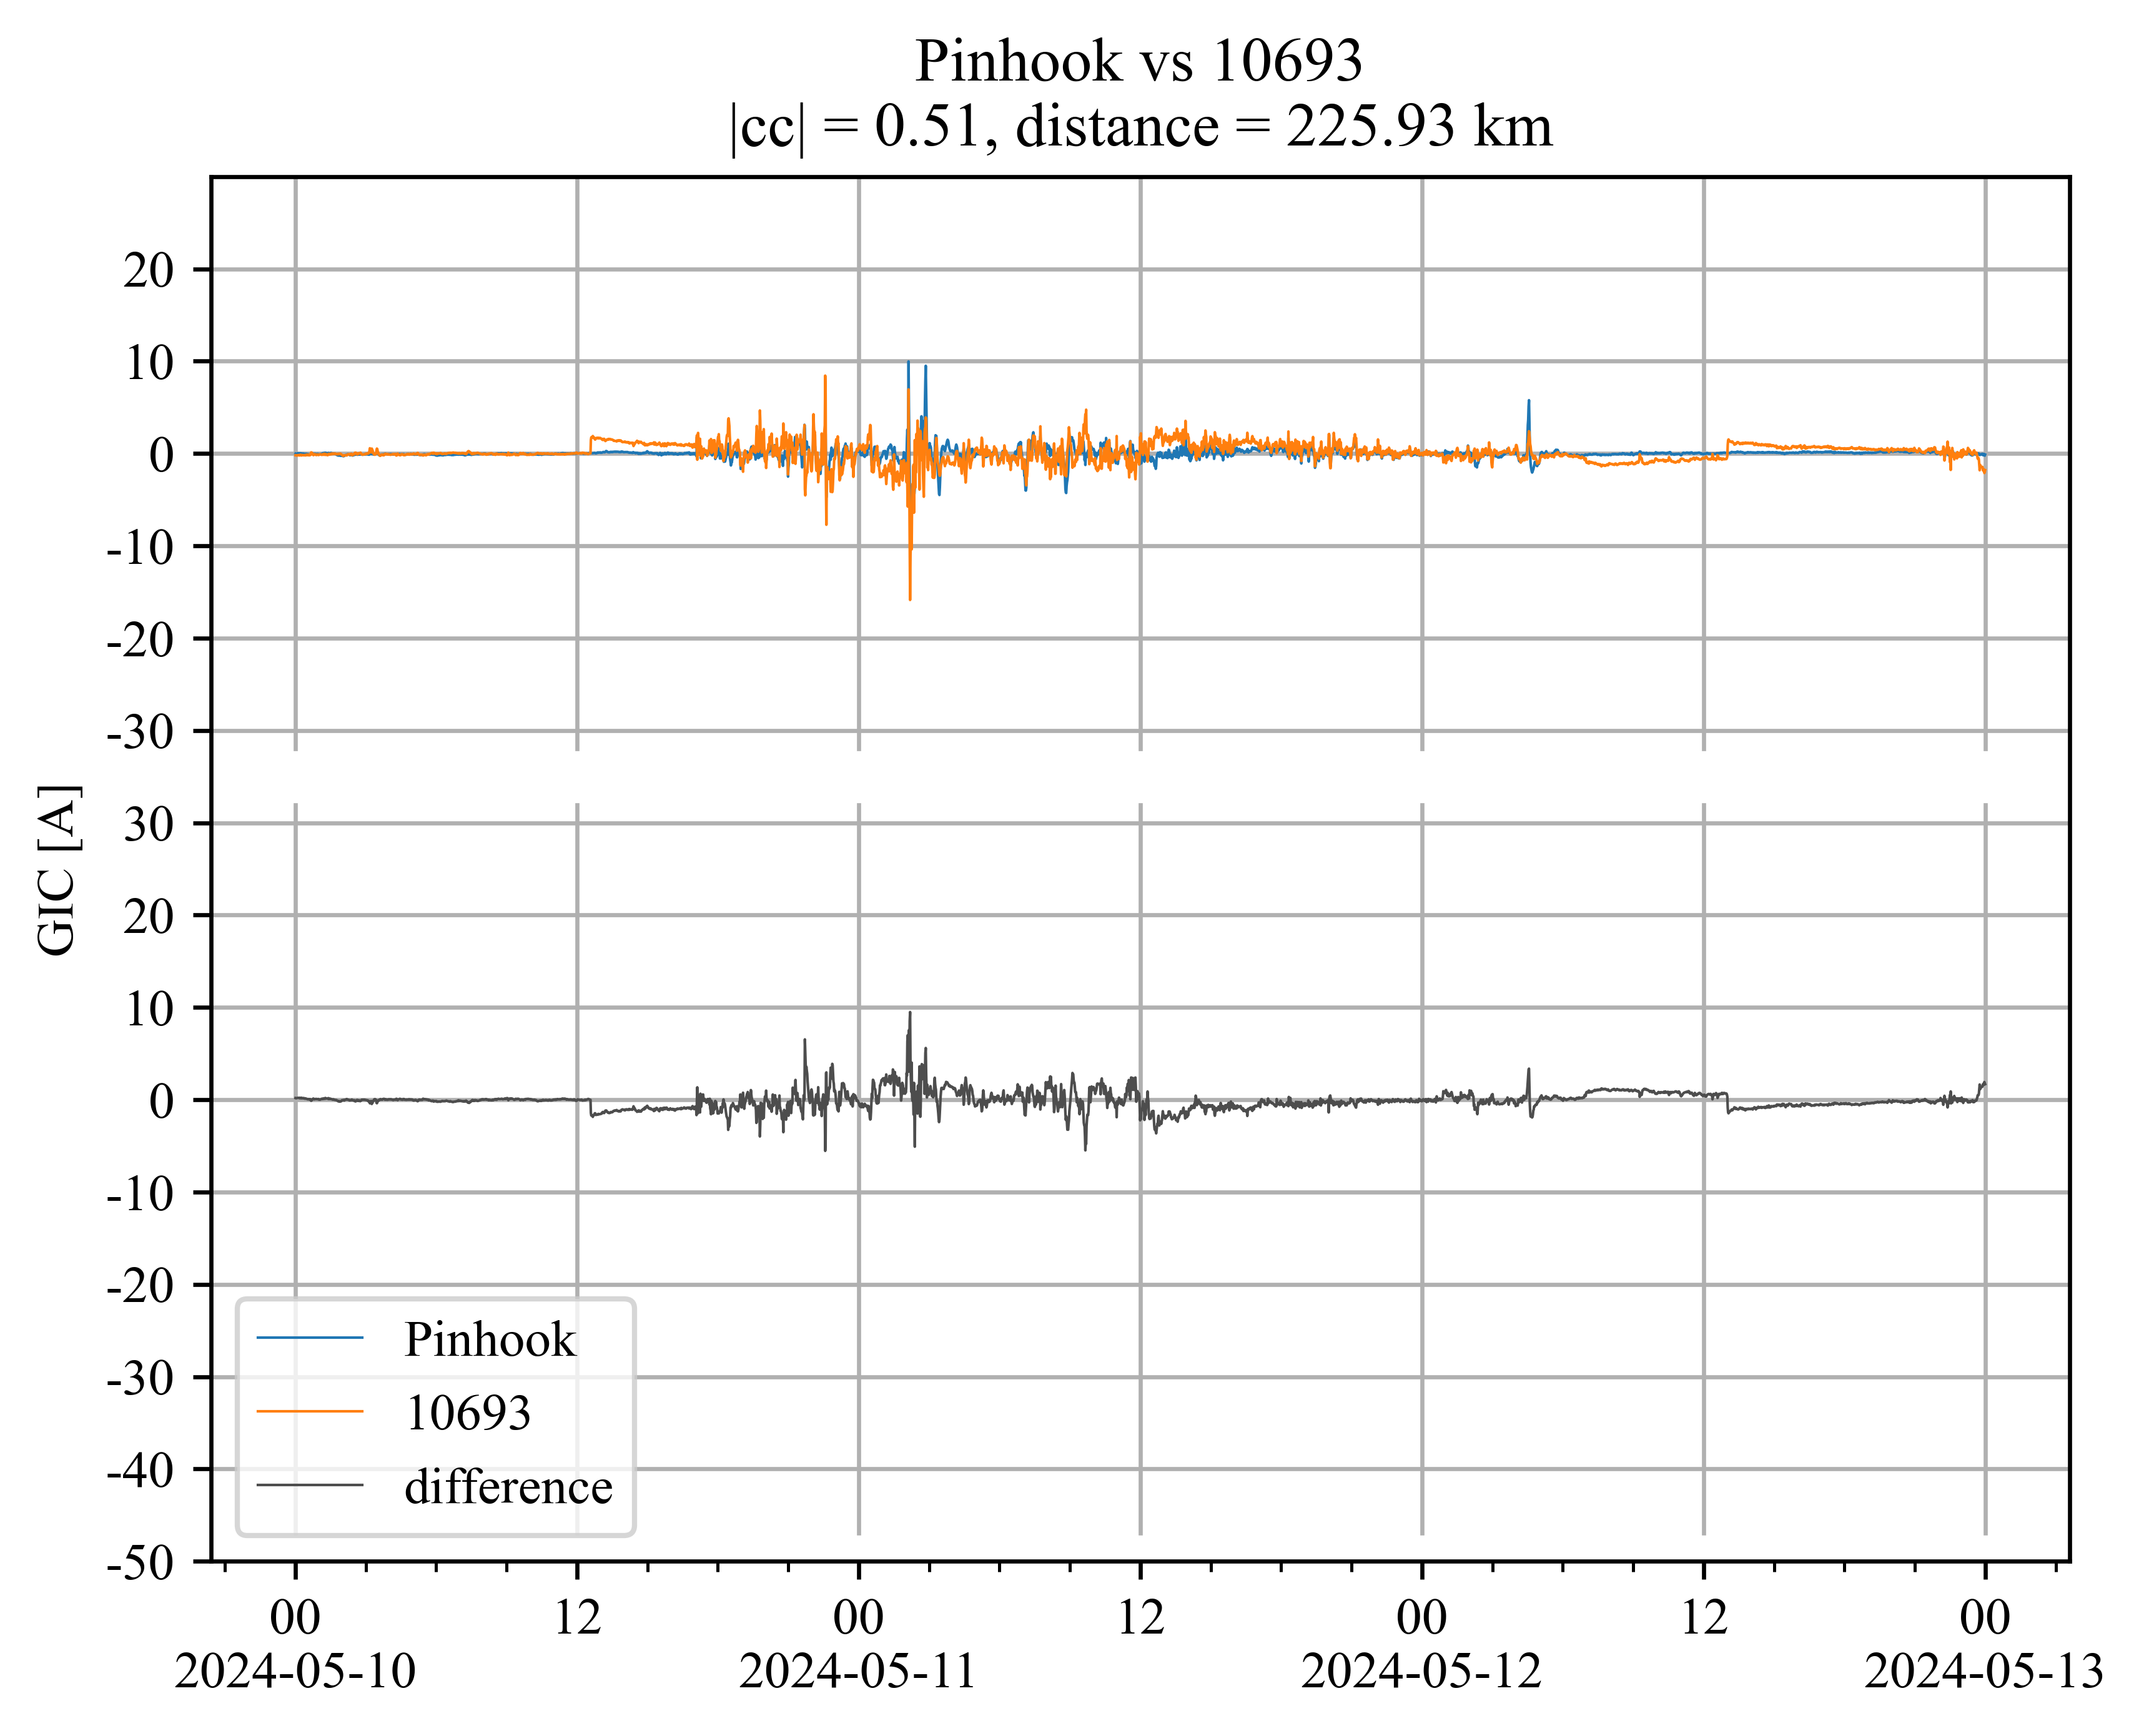 Pinhook vs 10693
|cc| = 0.51, distance = 225.93 km
20
10
0
-10
-20
-30
GIC [A]
30
20
10
0
-10
-20
-30
-40
-50
Pinhook
10693
difference
00 12 00 12 00 12 00
2024-05-10 2024-05-11 2024-05-12 2024-05-13